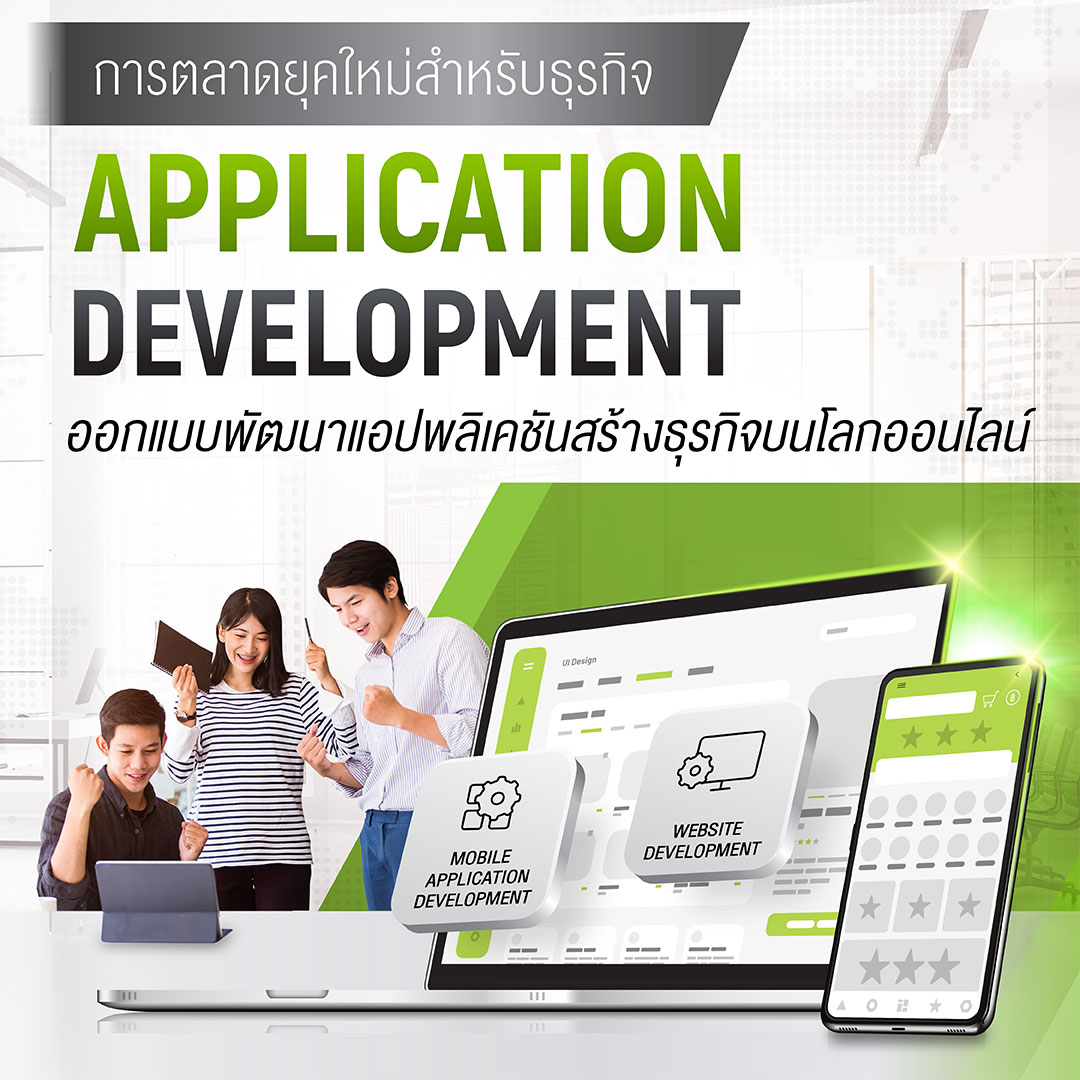 การตลาดยุคใหม่สำหรับธุรกิจ
APPLICATION
DEVELOPMENT
ออกแบบพัฒนาแอปพลิเคชันสร้างธุรกิจบนโลกออนไลน์
UI Design
WEBSITE
DEVELOPMENT
MOBILE
APPLICATION
DEVELOPMENT